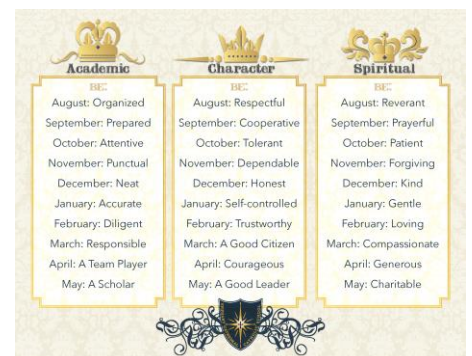 Academic
BE:
August: Organized
September: Prepared
October: Attentive
November: Punctual
December: Neat
January: Accurate
February: Diligent
March: Responsible
April: A Team Player
May: A Scholar
Character
BE:
August: Respectful
September: Cooperative
October: Tolerant
November: Dependable
December: Honest
January: Self-controlled
February: Trustworthy
March: A Good Citizen
April: Courageous
May: A Good Leader
Spiritual
BE:
August: Reverant
September: Prayerful
October: Patient
November: Forgiving
December: Kind
January: Gentle
February: Loving
March: Compassionate
April: Generous
May: Charitable